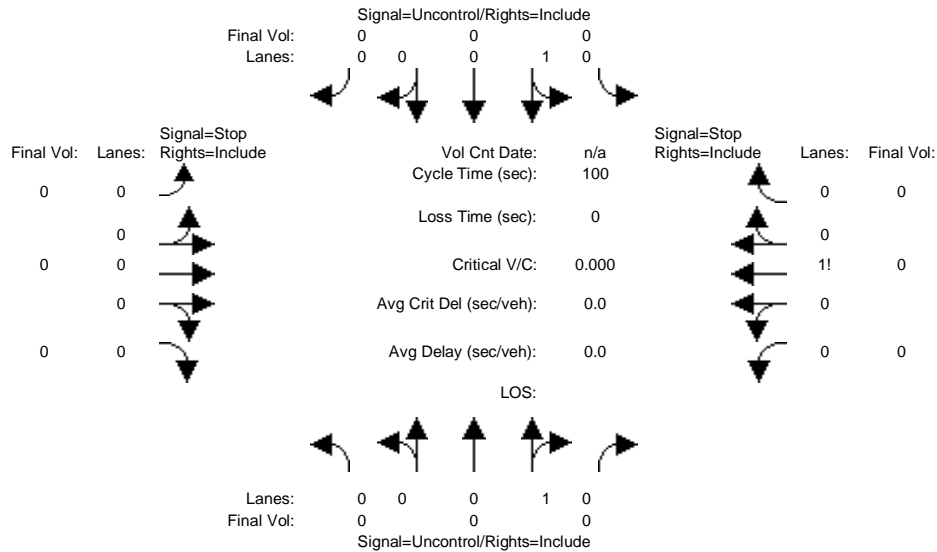 Signal=Uncontrol/Rights=Include
Final Vol: 0 0 0
Lanes: 0 0 0 1 0
Signal=Stop Signal=Stop
Final Vol: Lanes: Rights=Include Vol Cnt Date: n/a Rights=Include Lanes: Final Vol:
Cycle Time (sec): 100
0 0 0 0
Loss Time (sec): 0
0 0
0 0 Critical V/C: 0.000 1! 0
0 Avg Crit Del (sec/veh): 0.0 0
0 0 Avg Delay (sec/veh): 0.0 0 0
LOS:
Lanes: 0 0 0 1 0
Final Vol: 0 0 0
Signal=Uncontrol/Rights=Include